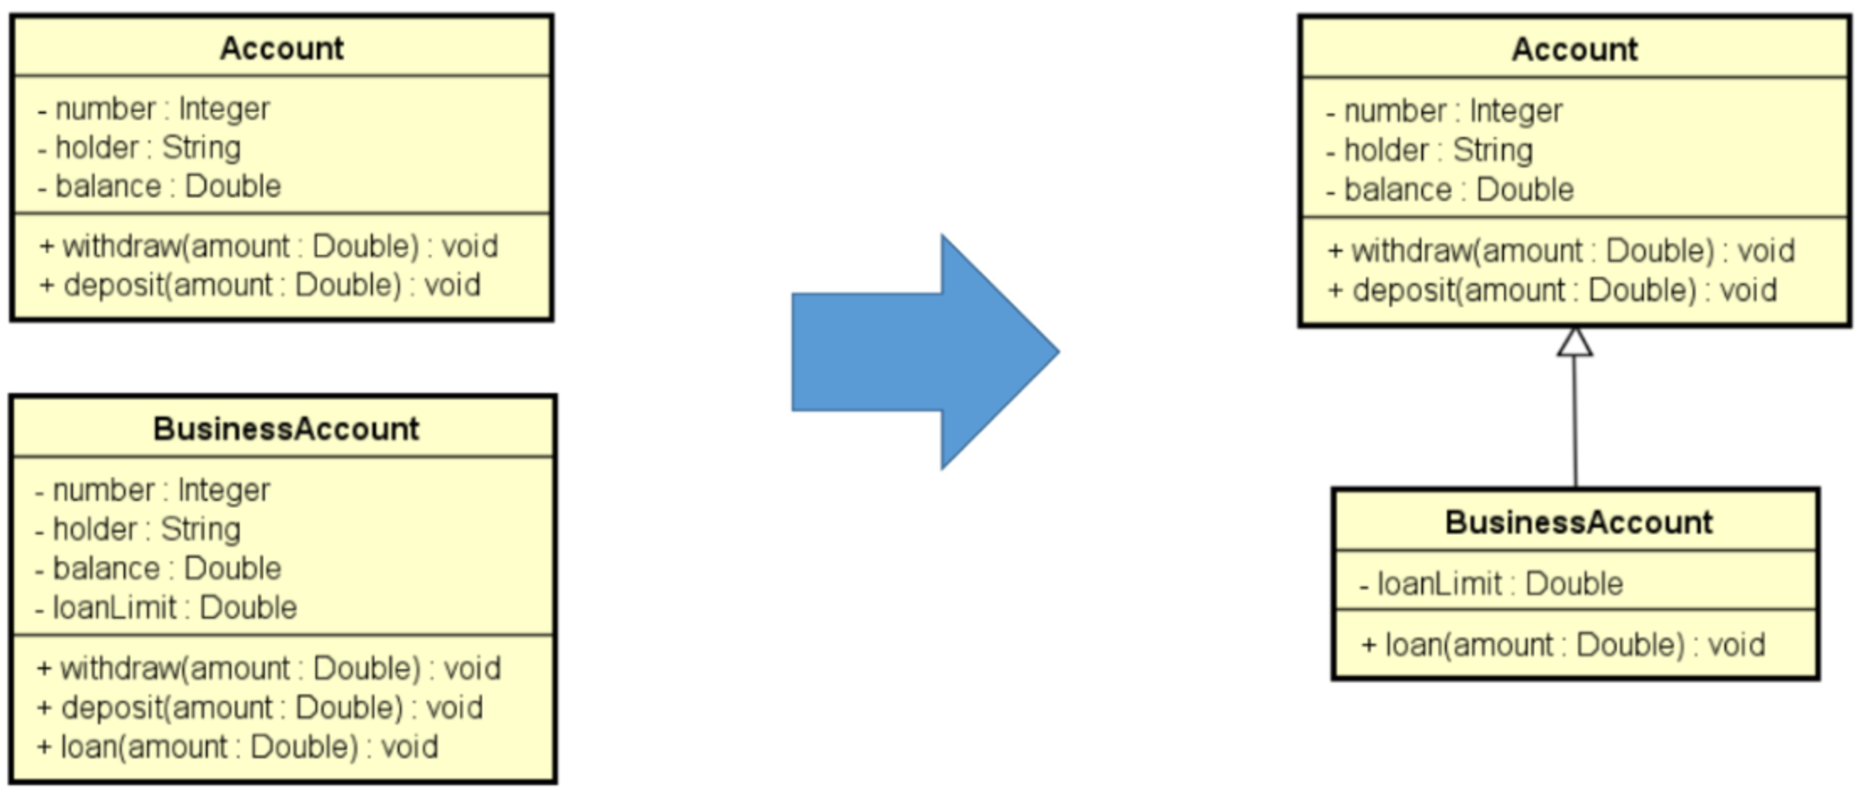 Account
- number : Integer
- holder : String
- balance : Double
+ withdraw(amount : Double) : void
+ deposit(amount : Double) : void
BusinessAccount
- number : Integer
- holder : String
- balance : Double
- loanLimit : Double
+ withdraw(amount : Double) : void
+ deposit(amount : Double) : void
+ loan(amount : Double) : void
Account
- number : Integer
- holder : String
- balance : Double
+ withdraw(amount : Double) : void
+ deposit(amount : Double) : void
BusinessAccount
- loanLimit : Double
+ loan(amount : Double) : void